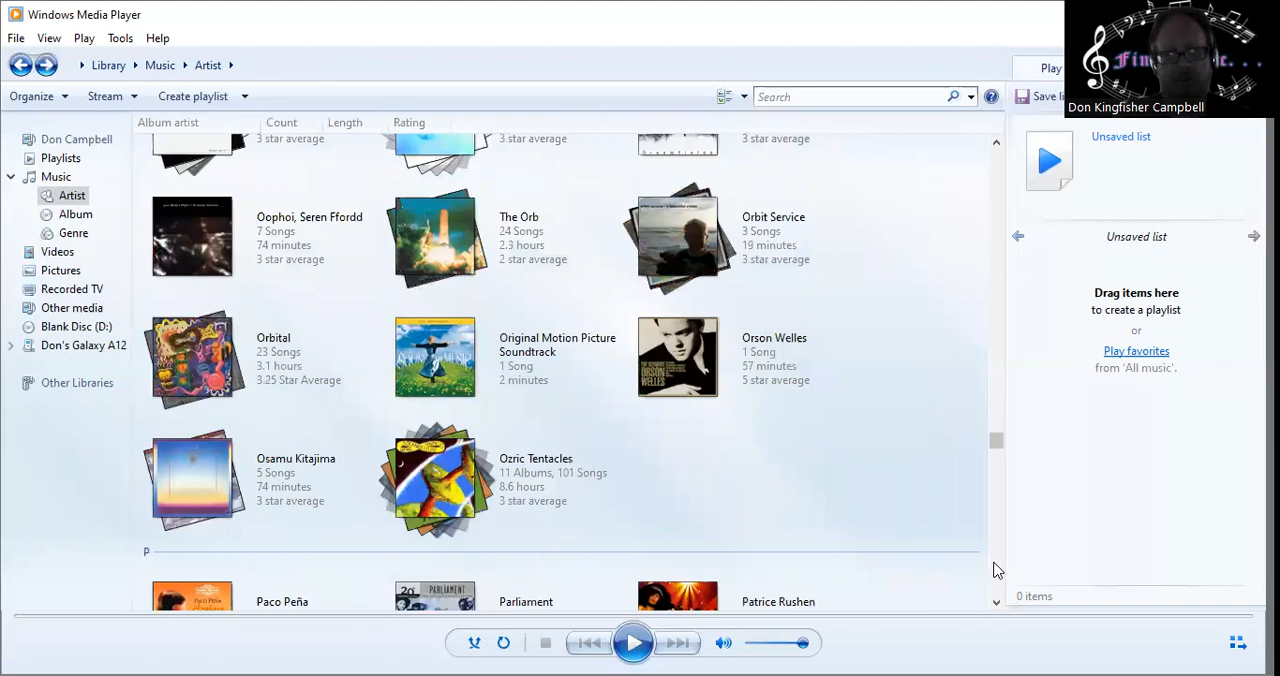 Windows Media Player
File View Play Tools Help
Library Music Artist
Play
Organize Stream Create playlist
Search
Save li
Don Kingfisher Campbell
Album artist Count Length Rating
Don Campbell
Playlists
Music
Artist
Album
Genre
Videos
Pictures
Recorded TV
Other media
Blank Disc (D:)
Don's Galaxy A12
Other Libraries
3 star average
3 star average
3 star average
Oophoi, Seren Ffordd
7 Songs
74 minutes
3 star average
The Orb
24 Songs
2.3 hours
2 star average
Orbit Service
3 Songs
19 minutes
3 star average
Orbital
23 Songs
3.1 hours
3.25 Star Average
Original Motion Picture
Soundtrack
1 Song
2 minutes
Orson Welles
1 Song
57 minutes
5 star average
ORSON
WELLES
Osamu Kitajima
5 Songs
74 minutes
3 star average
Ozric Tentacles
11 Albums, 101 Songs
8.6 hours
3 star average
P
Paco Peña
PARLIAMENT
Parliament
Patrice Rushen
Unsaved list
Unsaved list
Drag items here
to create a playlist
or
Play favorites
from 'All music'.
0 items